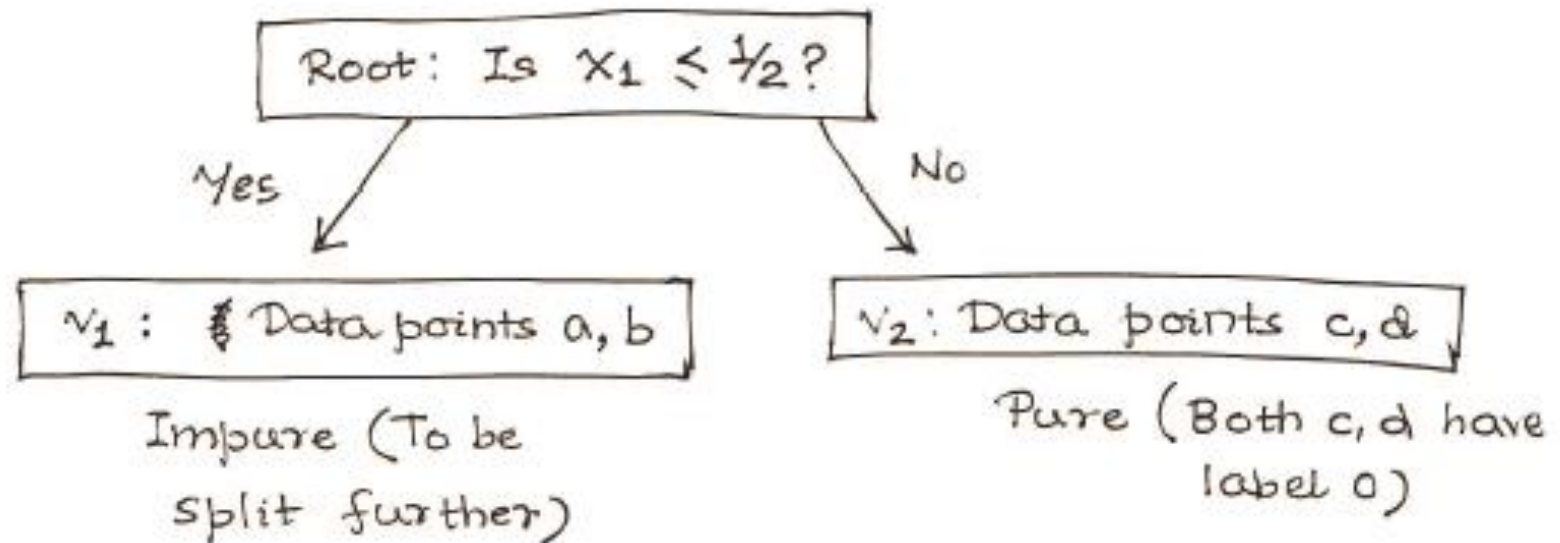 Root: Is X1 ≤ 1/2?
Yes
No
v1: Data points a, b
v2: Data points c, d
Impure (To be
split further)
Pure (Both c, d have
label 0)